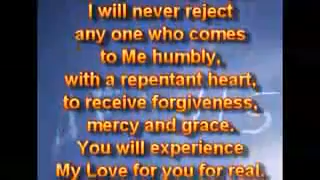 I will never reject
any one who comes
to Me humbly,
with a repentant heart,
to receive forgiveness,
mercy and grace.
You will experience
My Love for you for real.